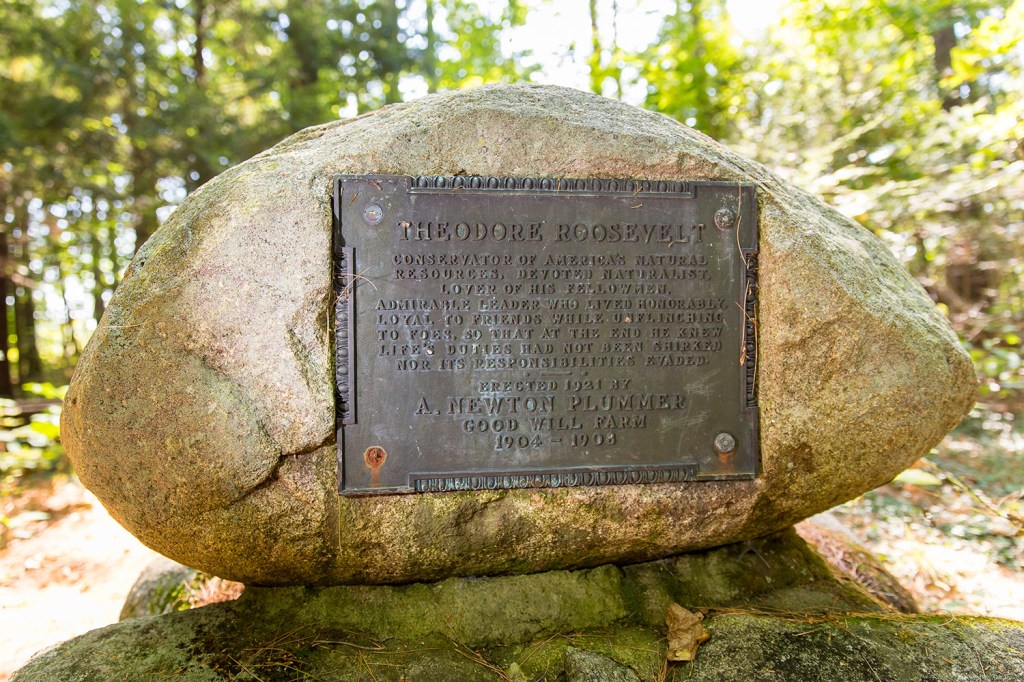 THEODORE ROOSEVELT
CONSERVATOR OF AMERICA'S NATURAL
RESOURCES, DEVOTED NATURALIST,
LOVER OF HIS FELLOWMEN,
ADMIRABLE LEADER WHO LIVED HONORABLY,
LOYAL TO FRIENDS WHILE UNFLINCHING
TO FOES, SO THAT AT THE END HE KNEW
LIFE'S DUTIES HAD NOT BEEN SHIRKED
NOR ITS RESPONSIBILITIES EVADED.
ERECTED 1921 BY
A. NEWTON PLUMMER
GOOD WILL FARM
1904 - 1908